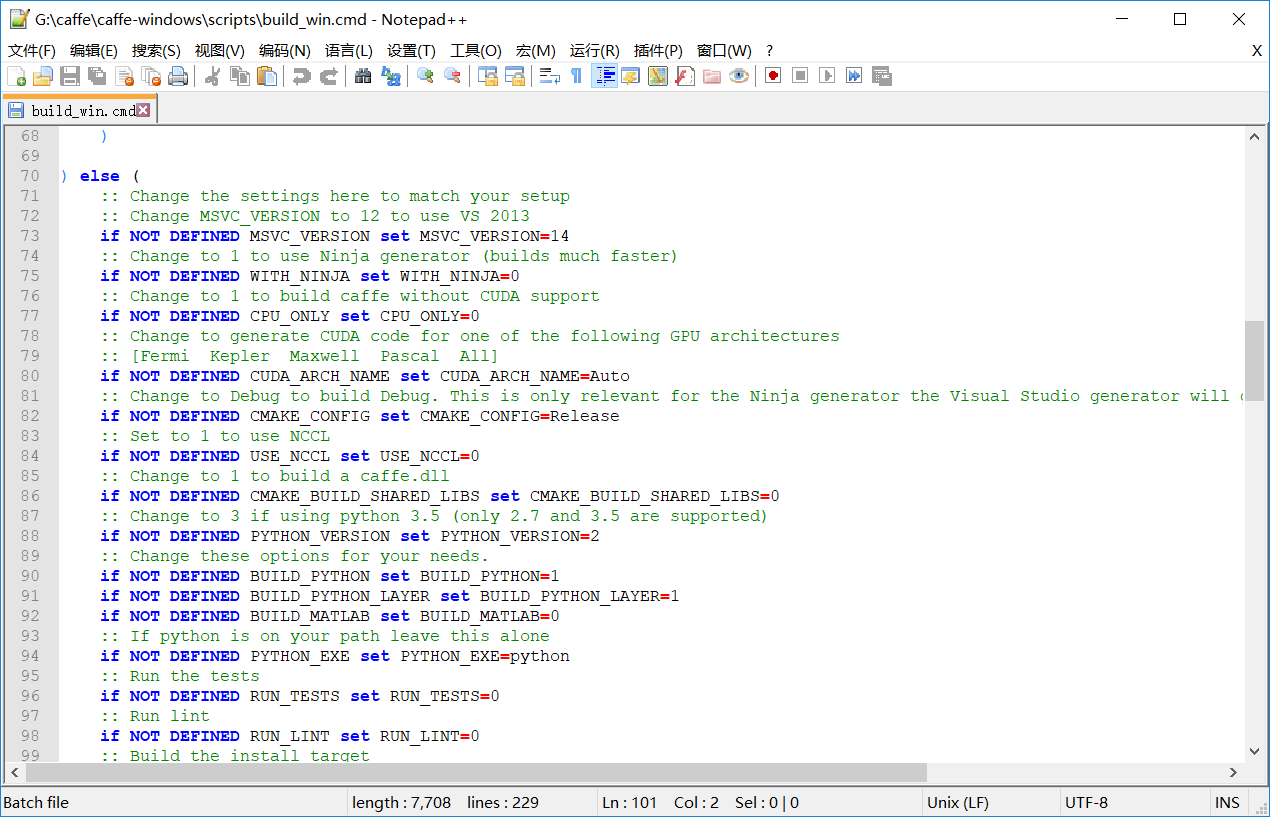 G:\caffe\caffe-windows\scripts\build_win.cmd - Notepad++
文件(F) 编辑(E) 搜索(S) 视图(V) 编码(N) 语言(L) 设置(T) 工具(O) 宏(M) 运行(R) 插件(P) 窗口(W) ? X
build_win.cmd
68 )
69
70 ) else (
71 :: Change the settings here to match your setup
72 :: Change MSVC_VERSION to 12 to use VS 2013
73 if NOT DEFINED MSVC_VERSION set MSVC_VERSION=14
74 :: Change to 1 to use Ninja generator (builds much faster)
75 if NOT DEFINED WITH_NINJA set WITH_NINJA=0
76 :: Change to 1 to build caffe without CUDA support
77 if NOT DEFINED CPU_ONLY set CPU_ONLY=0
78 :: Change to generate CUDA code for one of the following GPU architectures
79 :: [Fermi  Kepler  Maxwell  Pascal  All]
80 if NOT DEFINED CUDA_ARCH_NAME set CUDA_ARCH_NAME=Auto
81 :: Change to Debug to build Debug. This is only relevant for the Ninja generator the Visual Studio generator will
82 if NOT DEFINED CMAKE_CONFIG set CMAKE_CONFIG=Release
83 :: Set to 1 to use NCCL
84 if NOT DEFINED USE_NCCL set USE_NCCL=0
85 :: Change to 1 to build a caffe.dll
86 if NOT DEFINED CMAKE_BUILD_SHARED_LIBS set CMAKE_BUILD_SHARED_LIBS=0
87 :: Change to 3 if using python 3.5 (only 2.7 and 3.5 are supported)
88 if NOT DEFINED PYTHON_VERSION set PYTHON_VERSION=2
89 :: Change these options for your needs.
90 if NOT DEFINED BUILD_PYTHON set BUILD_PYTHON=1
91 if NOT DEFINED BUILD_PYTHON_LAYER set BUILD_PYTHON_LAYER=1
92 if NOT DEFINED BUILD_MATLAB set BUILD_MATLAB=0
93 :: If python is on your path leave this alone
94 if NOT DEFINED PYTHON_EXE set PYTHON_EXE=python
95 :: Run the tests
96 if NOT DEFINED RUN_TESTS set RUN_TESTS=0
97 :: Run lint
98 if NOT DEFINED RUN_LINT set RUN_LINT=0
99 :: Build the install target
Batch file length : 7,708 lines : 229 Ln : 101 Col : 2 Sel : 0 | 0 Unix (LF) UTF-8 INS